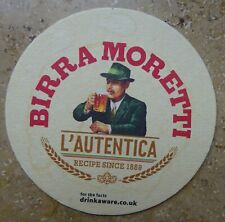 BIRRA MORETTI
L'AUTENTICA
RECIPE SINCE 1859
for the facts
drinkaware.co.uk